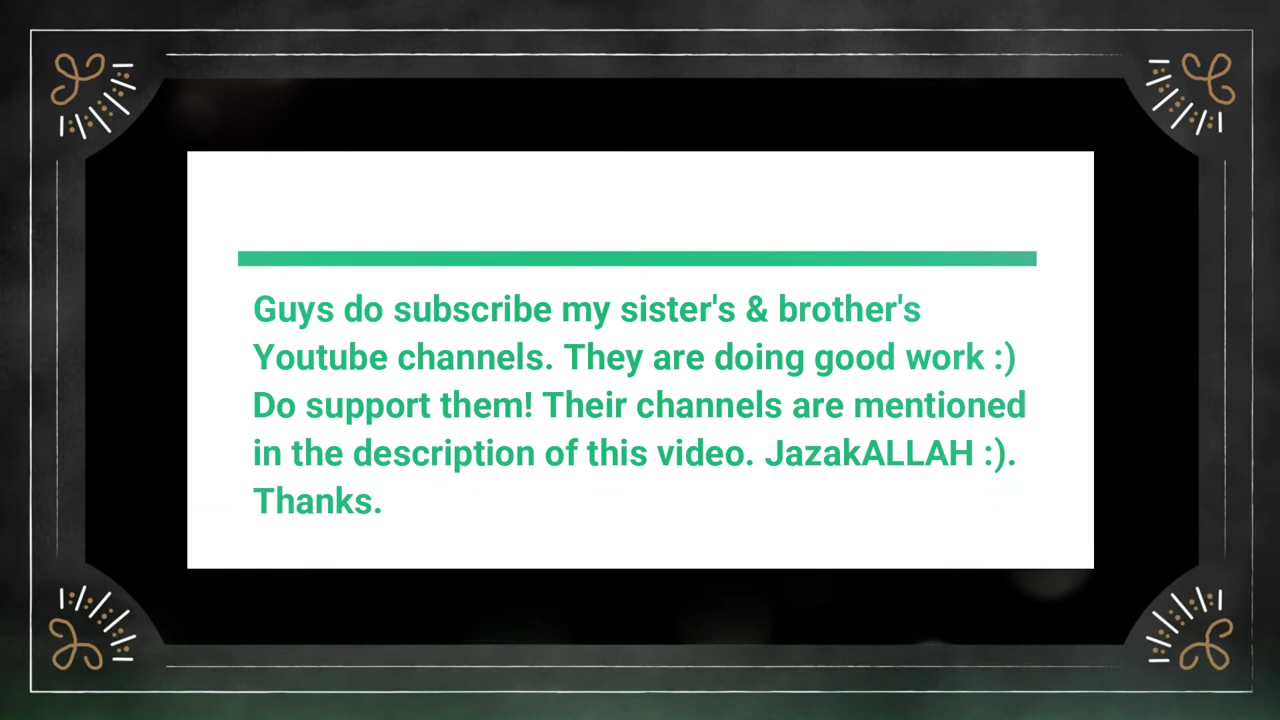 Guys do subscribe my sister's & brother's
Youtube channels. They are doing good work :)
Do support them! Their channels are mentioned
in the description of this video. JazakALLAH :).
Thanks.